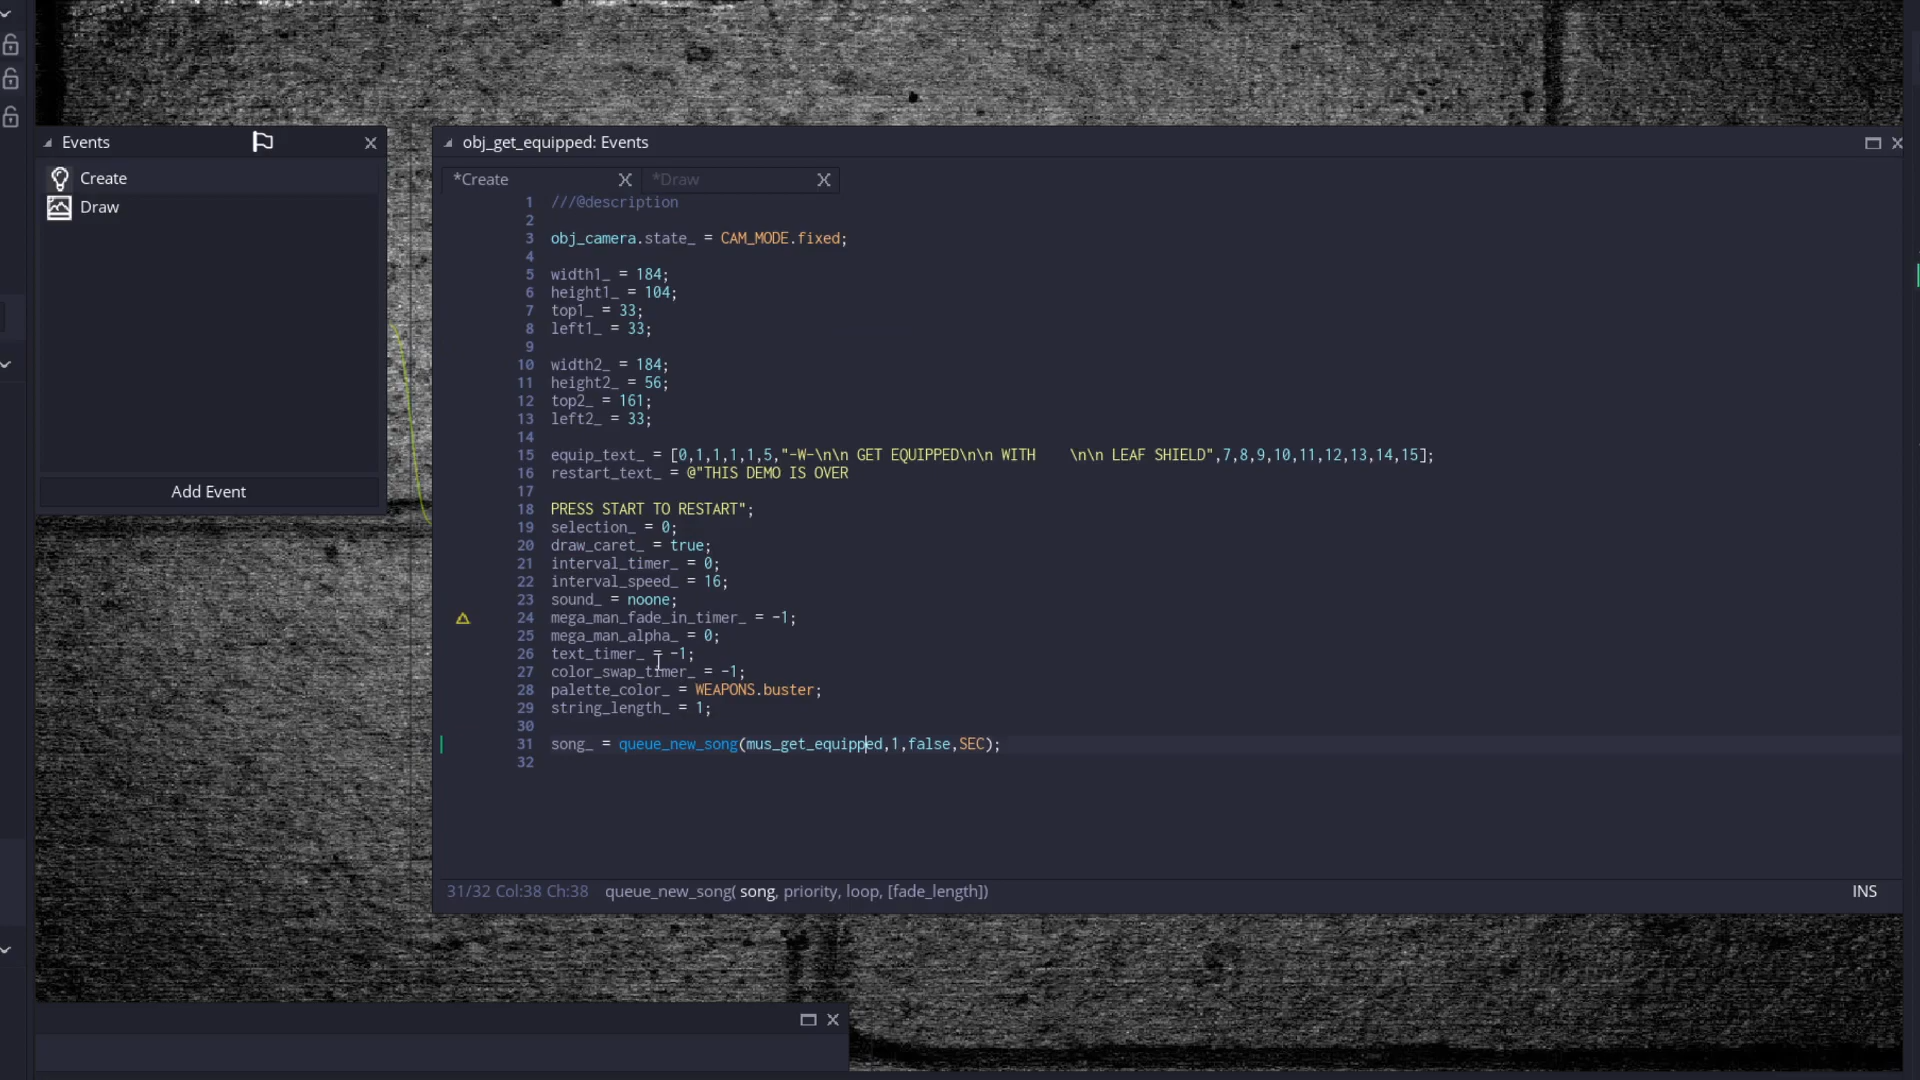 Events
Create
Draw
Add Event
obj_get_equipped: Events
*Create
*Draw
1 ///@description
2
3 obj_camera.state_ = CAM_MODE.fixed;
4
5 width1_ = 184;
6 height1_ = 104;
7 top1_ = 33;
8 left1_ = 33;
9
10 width2_ = 184;
11 height2_ = 56;
12 top2_ = 161;
13 left2_ = 33;
14
15 equip_text_ = [0,1,1,1,1,5,"-W-\n\n GET EQUIPPED\n\n WITH    \n\n LEAF SHIELD",7,8,9,10,11,12,13,14,15];
16 restart_text_ = @"THIS DEMO IS OVER
17
18 PRESS START TO RESTART";
19 selection_ = 0;
20 draw_caret_ = true;
21 interval_timer_ = 0;
22 interval_speed_ = 16;
23 sound_ = noone;
24 mega_man_fade_in_timer_ = -1;
25 mega_man_alpha_ = 0;
26 text_timer_ = -1;
27 color_swap_timer_ = -1;
28 palette_color_ = WEAPONS.buster;
29 string_length_ = 1;
30
31 song_ = queue_new_song(mus_get_equipped,1,false,SEC);
32
31/32 Col:38 Ch:38 queue_new_song( song, priority, loop, [fade_length])
INS